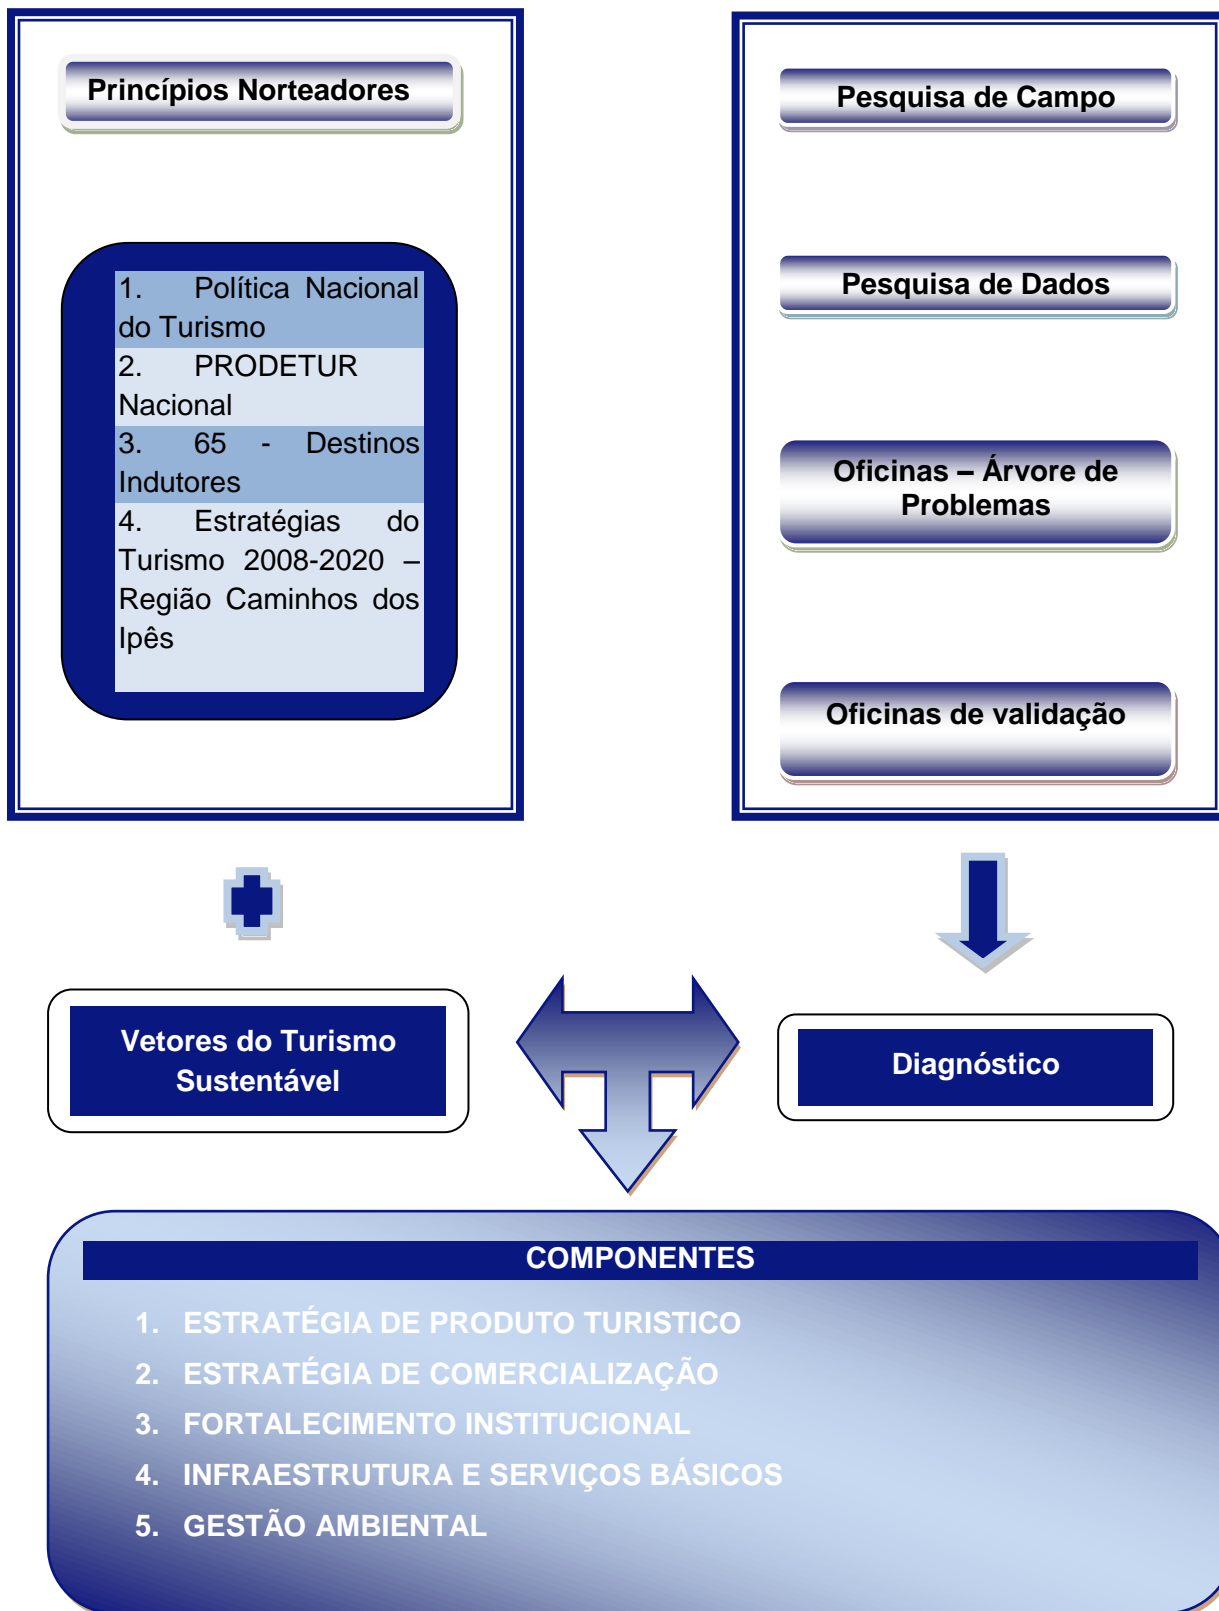 Princípios Norteadores
1. Política Nacional
do Turismo
2. PRODETUR
Nacional
3. 65 - Destinos
Indutores
4. Estratégias do
Turismo 2008-2020 –
Região Caminhos dos
Ipês
Pesquisa de Campo
Pesquisa de Dados
Oficinas – Árvore de
Problemas
Oficinas de validação
Vetores do Turismo
Sustentável
Diagnóstico
COMPONENTES
1. ESTRATÉGIA DE PRODUTO TURISTICO
2. ESTRATÉGIA DE COMERCIALIZAÇÃO
3. FORTALECIMENTO INSTITUCIONAL
4. INFRAESTRUTURA E SERVIÇOS BÁSICOS
5. GESTÃO AMBIENTAL